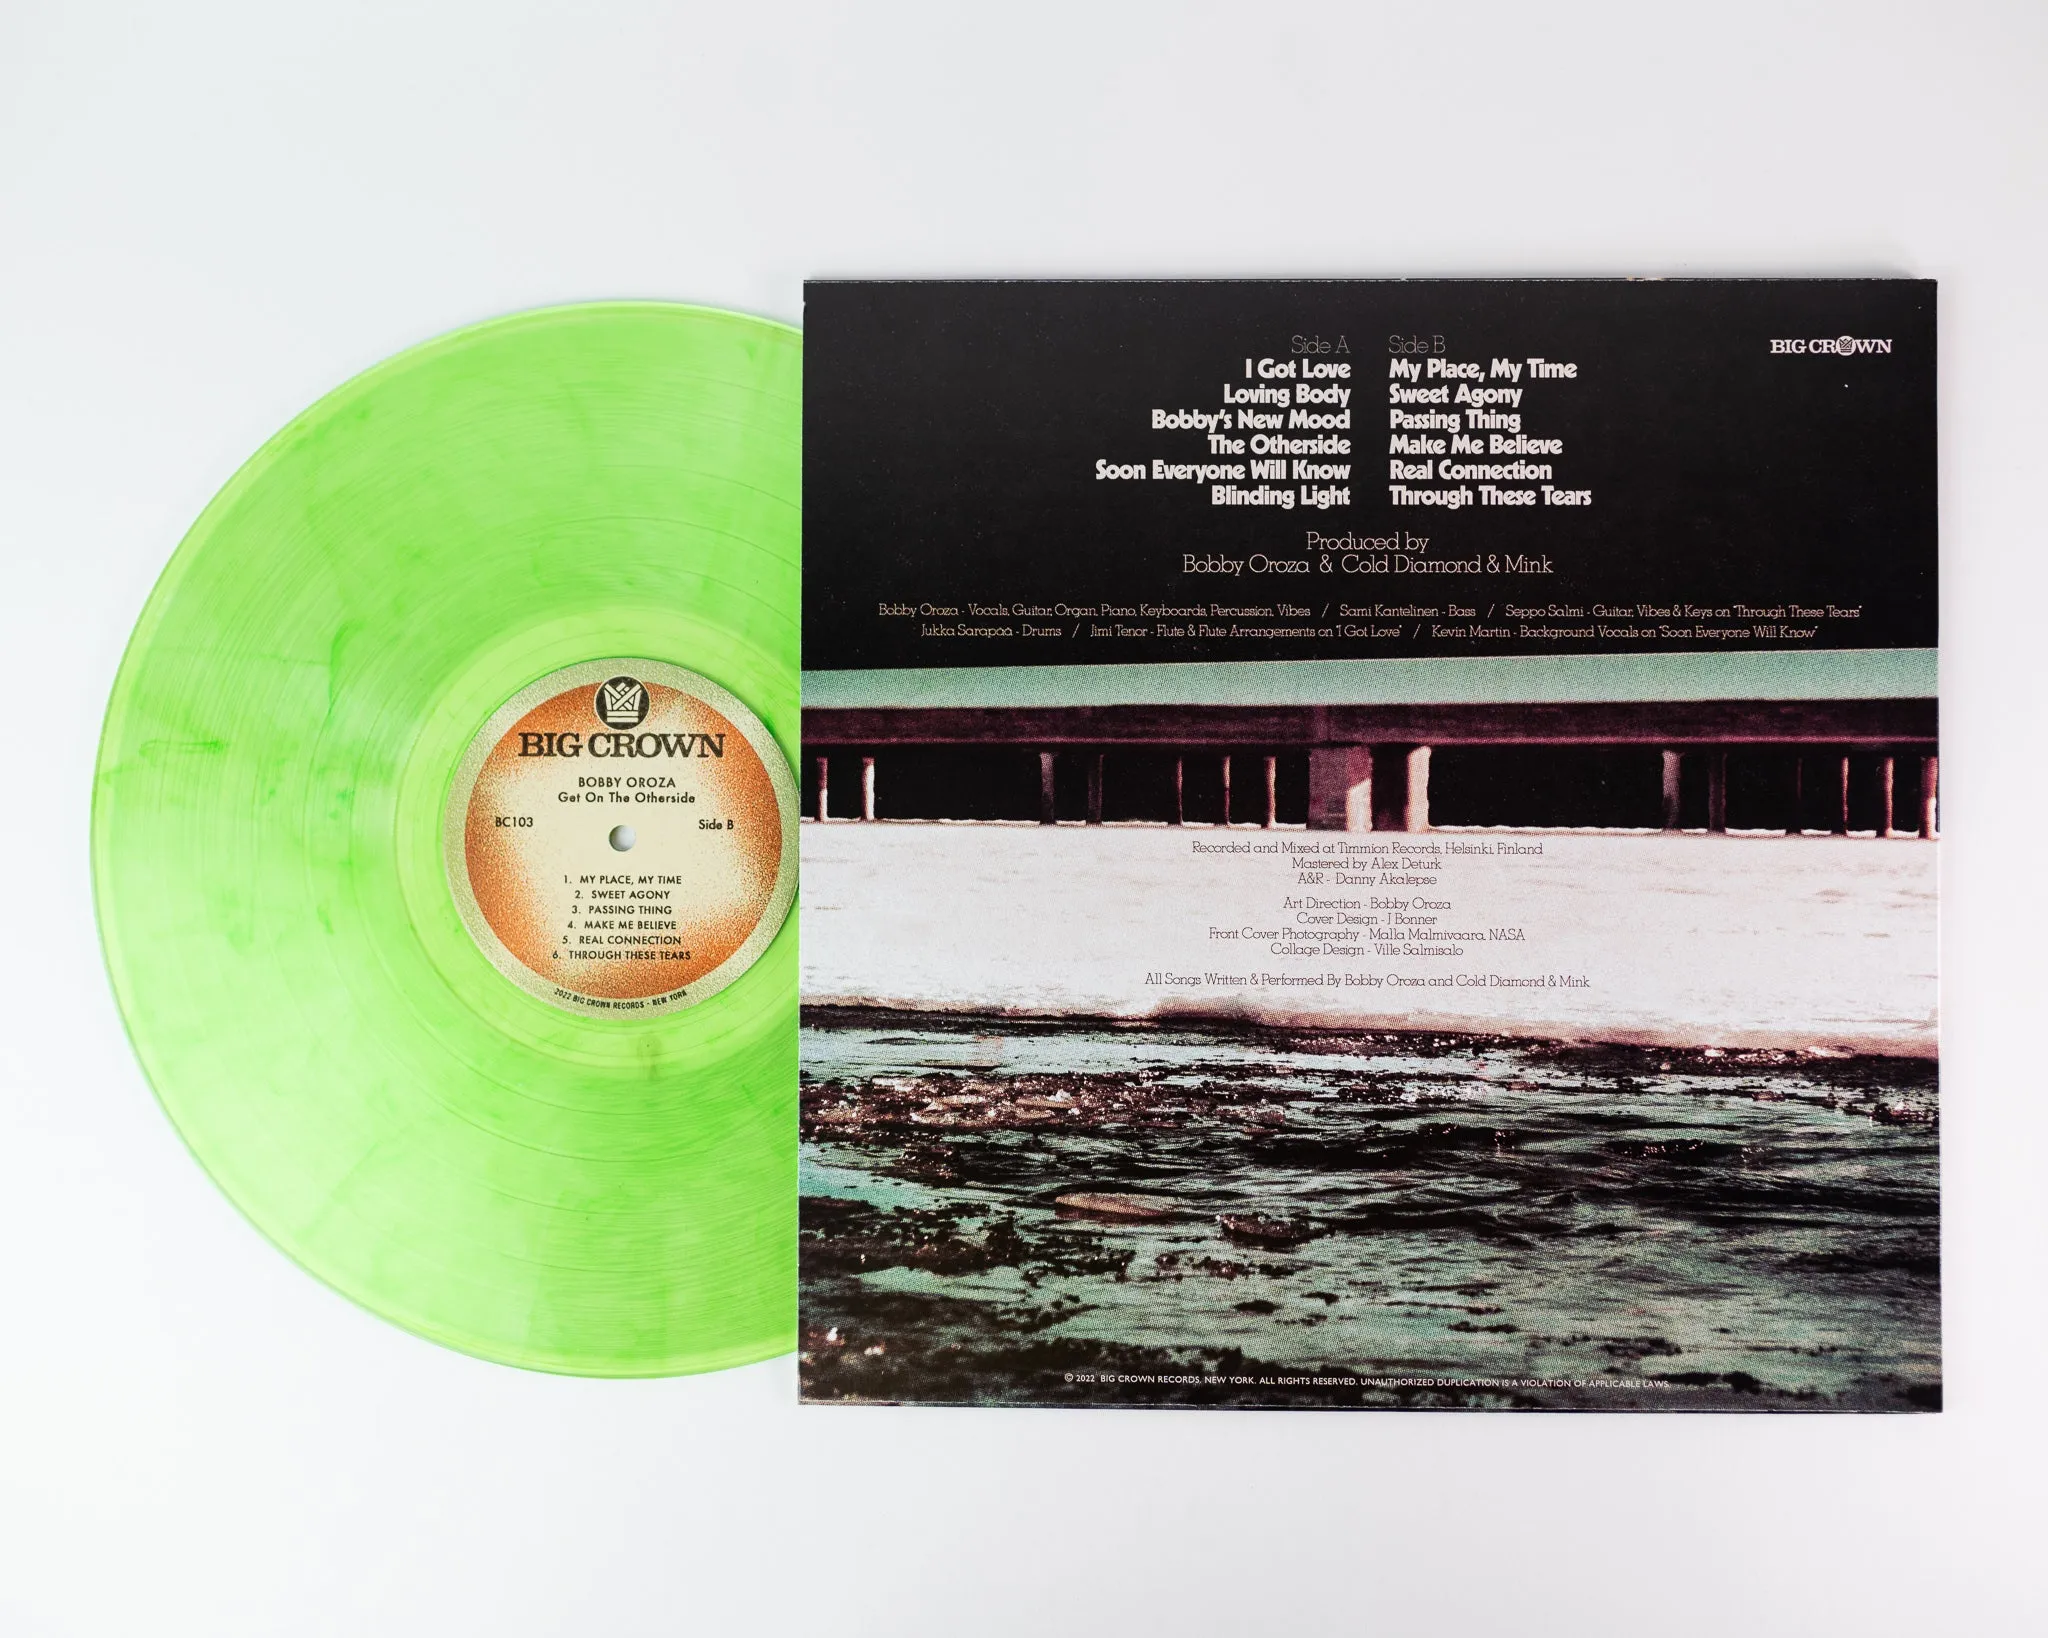 BIG CROWN
BOBBY OROZA
Get On The Otherside
BC103
Side B
1. MY PLACE, MY TIME
2. SWEET AGONY
3. PASSING THING
4. MAKE ME BELIEVE
5. REAL CONNECTION
6. THROUGH THESE TEARS
2022 BIG CROWN RECORDS - NEW YORK
Side A
I Got Love
Loving Body
Bobby's New Mood
The Otherside
Soon Everyone Will Know
Blinding Light
Side B
My Place, My Time
Sweet Agony
Passing Thing
Make Me Believe
Real Connection
Through These Tears
BIG CROWN
Produced by
Bobby Oroza & Cold Diamond & Mink
Bobby Oroza - Vocals, Guitar, Organ, Piano, Keyboards, Percussion, Vibes / Sami Kantelinen - Bass / Seppo Salmi - Guitar, Vibes & Keys on "Through These Tears"
Jukka Sarapää - Drums / Jimi Tenor - Flute & Flute Arrangements on "I Got Love" / Kevin Martin - Background Vocals on "Soon Everyone Will Know"
Recorded and Mixed at Timmion Records, Helsinki, Finland
Mastered by Alex Deturk
A&R - Danny Akalepse
Art Direction - Bobby Oroza
Cover Design - J Bonner
Front Cover Photography - Malla Malmivaara, NASA
Collage Design - Ville Salmisalo
All Songs Written & Performed By Bobby Oroza and Cold Diamond & Mink
© 2022 BIG CROWN RECORDS. NEW YORK. ALL RIGHTS RESERVED. UNAUTHORIZED DUPLICATION IS A VIOLATION OF APPLICABLE LAWS.